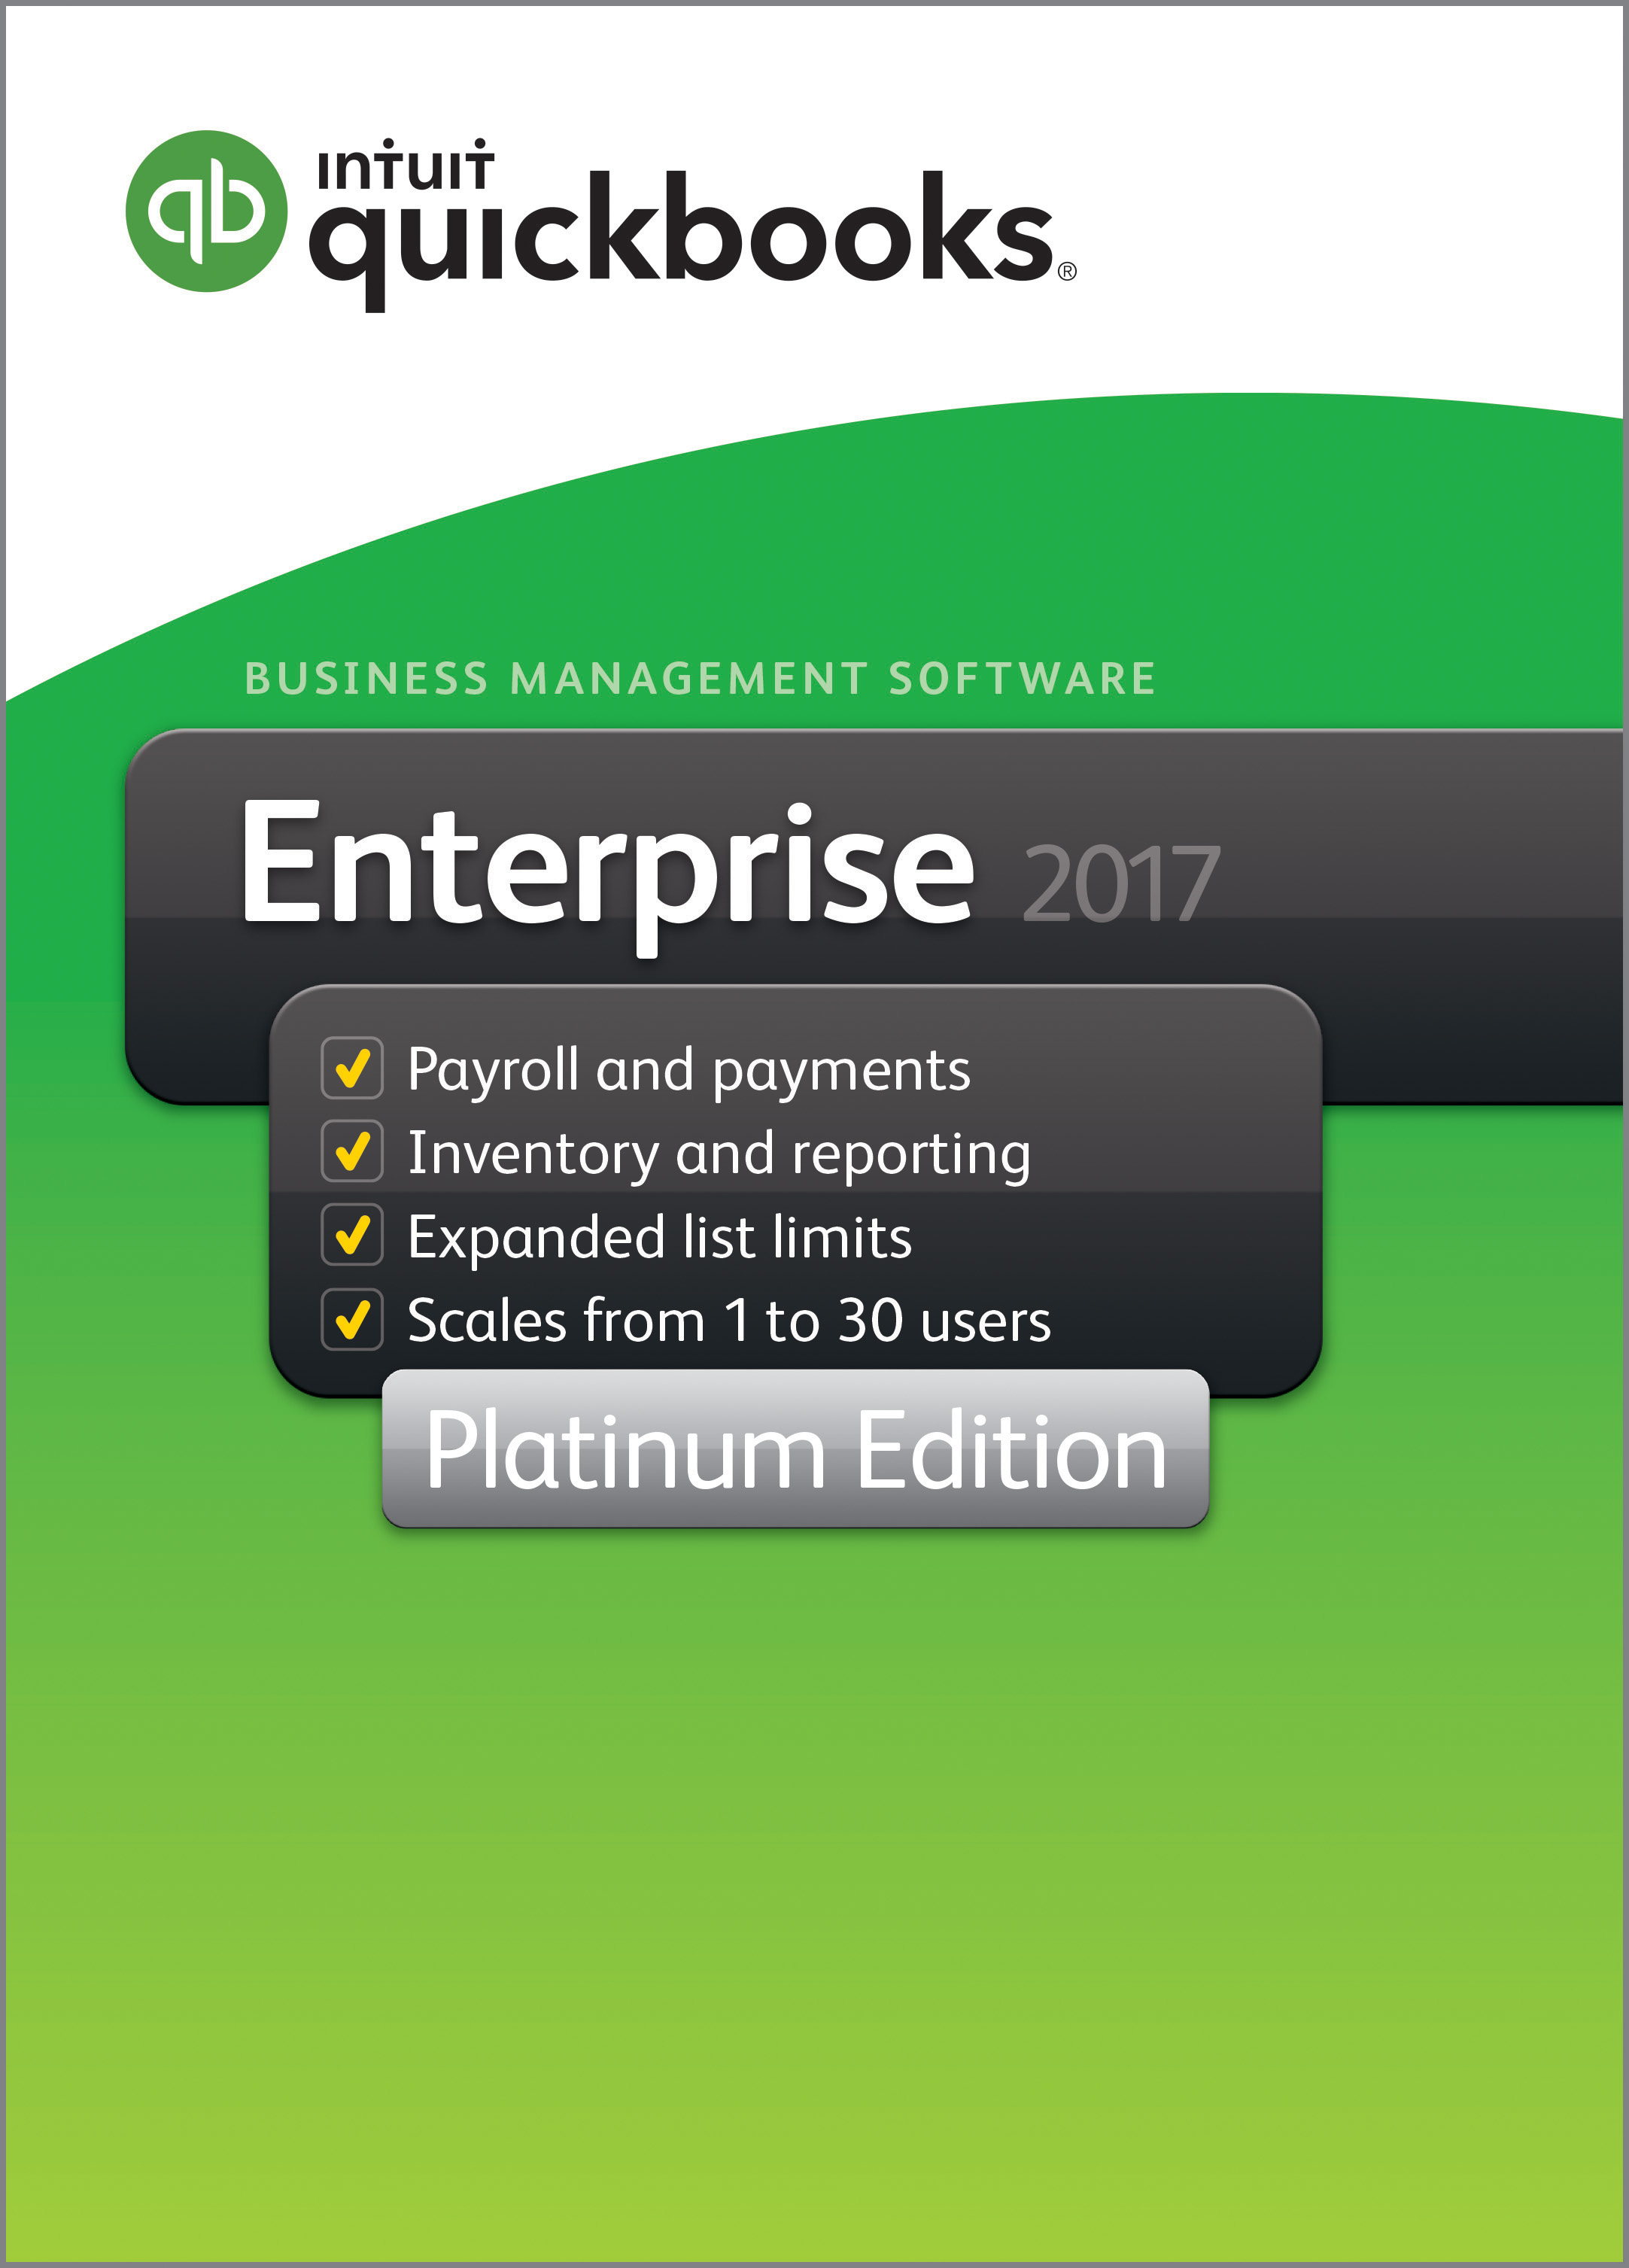 intuit
quickbooks®
BUSINESS MANAGEMENT SOFTWARE
Enterprise 2017
Payroll and payments
Inventory and reporting
Expanded list limits
Scales from 1 to 30 users
Platinum Edition